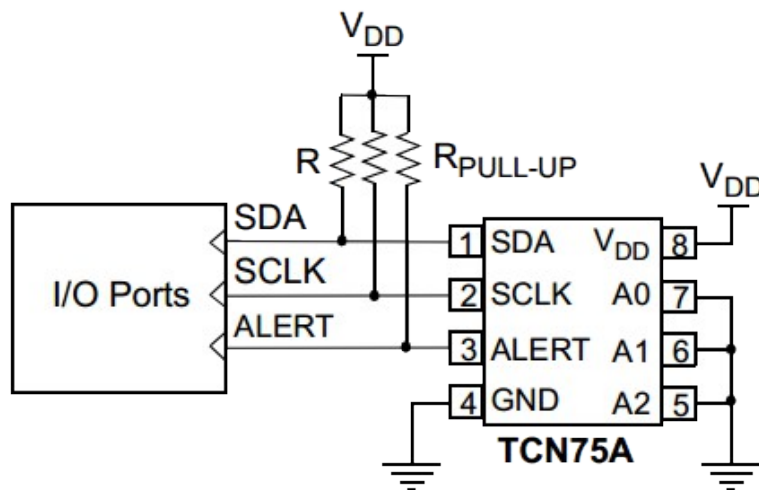 VDD
R
RPULL-UP
VDD
SDA
1 SDA VDD 8
SCLK
I/O Ports
2 SCLK A0 7
ALERT
3 ALERT A1 6
4 GND A2 5
TCN75A